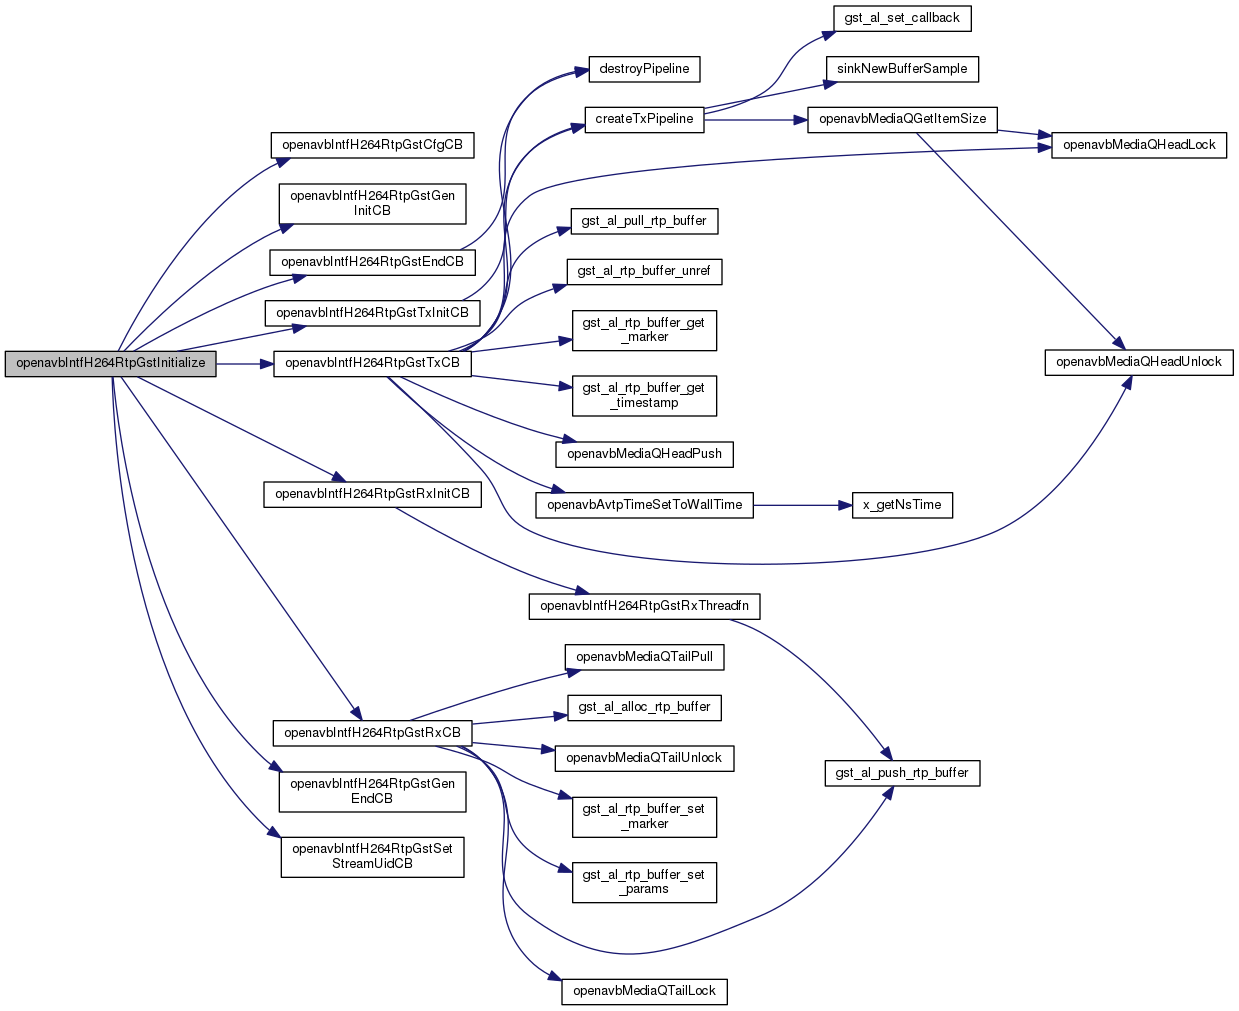 gst_al_set_callback
sinkNewBufferSample
destroyPipeline
createTxPipeline
openavbMediaQGetItemSize
openavbMediaQHeadLock
openavbIntfH264RtpGstCfgCB
openavbIntfH264RtpGstGen
InitCB
gst_al_pull_rtp_buffer
openavbIntfH264RtpGstEndCB
gst_al_rtp_buffer_unref
openavbIntfH264RtpGstTxInitCB
gst_al_rtp_buffer_get
_marker
openavbIntfH264RtpGstInitialize
openavbIntfH264RtpGstTxCB
openavbMediaQHeadUnlock
gst_al_rtp_buffer_get
_timestamp
openavbMediaQHeadPush
openavbIntfH264RtpGstRxInitCB
openavbAvtpTimeSetToWallTime
x_getNsTime
openavbIntfH264RtpGstRxThreadfn
openavbMediaQTailPull
gst_al_alloc_rtp_buffer
openavbIntfH264RtpGstRxCB
openavbMediaQTailUnlock
gst_al_push_rtp_buffer
openavbIntfH264RtpGstGen
EndCB
gst_al_rtp_buffer_set
_marker
openavbIntfH264RtpGstSet
StreamUidCB
gst_al_rtp_buffer_set
_params
openavbMediaQTailLock